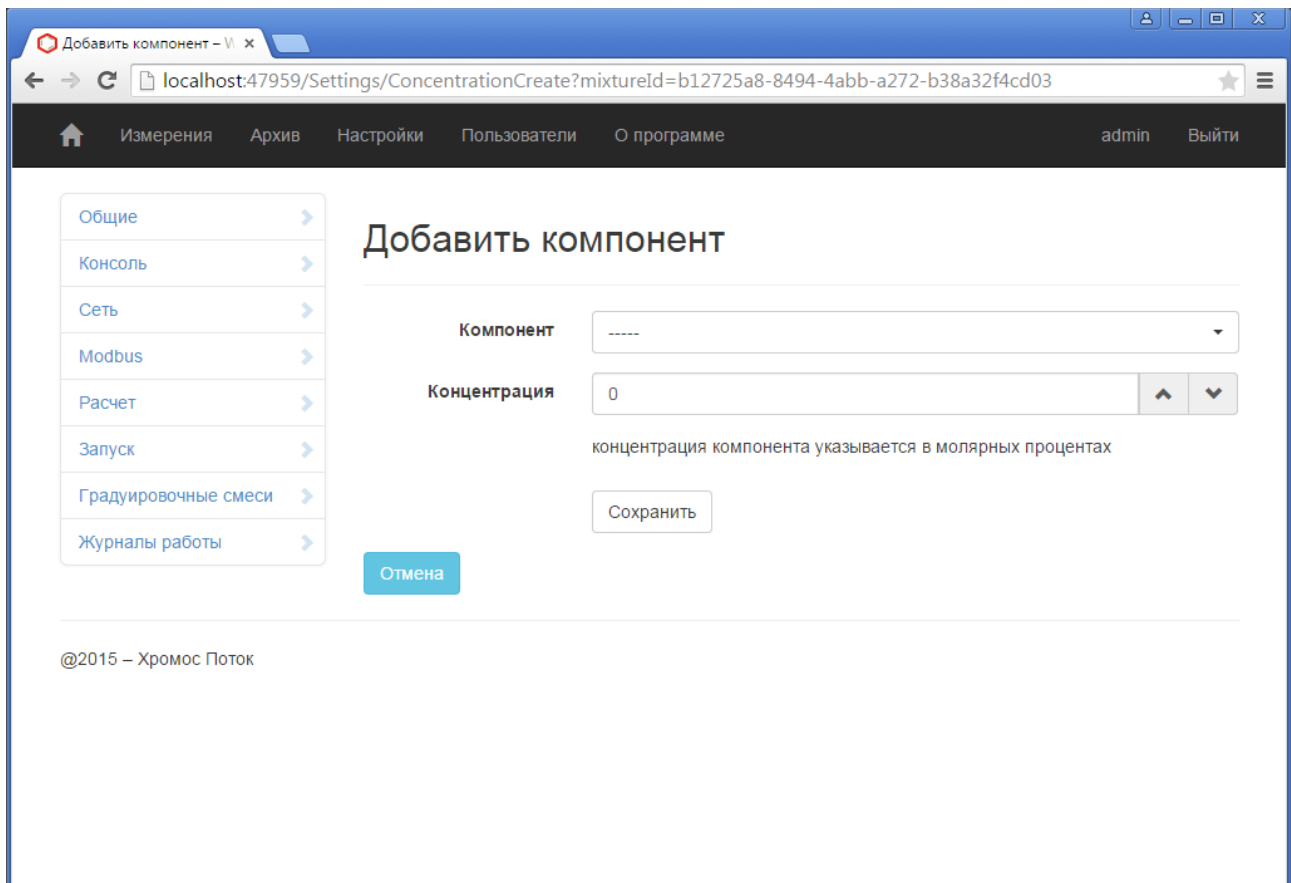 Добавить компонент – W
localhost:47959/Settings/ConcentrationCreate?mixtureId=b12725a8-8494-4abb-a272-b38a32f4cd03
Измерения Архив Настройки Пользователи О программе admin Выйти
Общие
Консоль
Сеть
Modbus
Расчет
Запуск
Градуировочные смеси
Журналы работы
Добавить компонент
Компонент -----
Концентрация 0
концентрация компонента указывается в молярных процентах
Сохранить
Отмена
@2015 – Хромос Поток